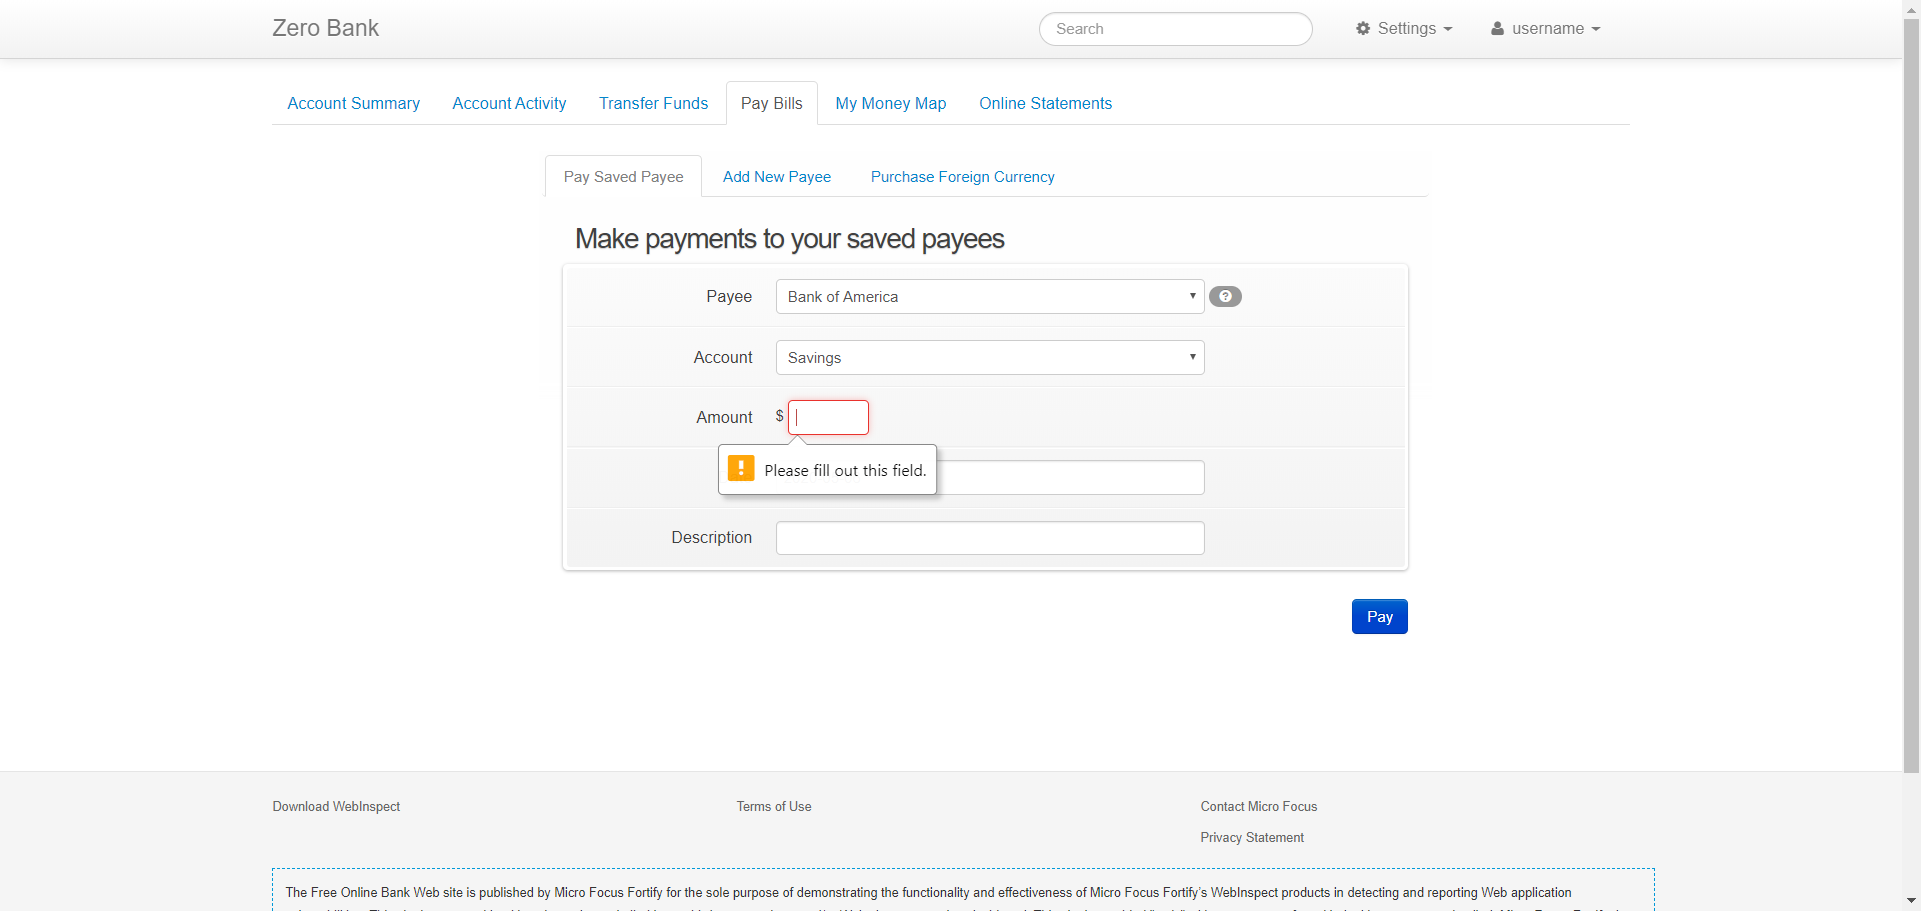 Zero Bank
Search
Settings
username
Account Summary
Account Activity
Transfer Funds
Pay Bills
My Money Map
Online Statements
Pay Saved Payee
Add New Payee
Purchase Foreign Currency
Make payments to your saved payees
Payee
Bank of America
?
Account
Savings
Amount
$
! Please fill out this field.
Description
Pay
Download WebInspect
Terms of Use
Contact Micro Focus
Privacy Statement
The Free Online Bank Web site is published by Micro Focus Fortify for the sole purpose of demonstrating the functionality and effectiveness of Micro Focus Fortify's WebInspect products in detecting and reporting Web application